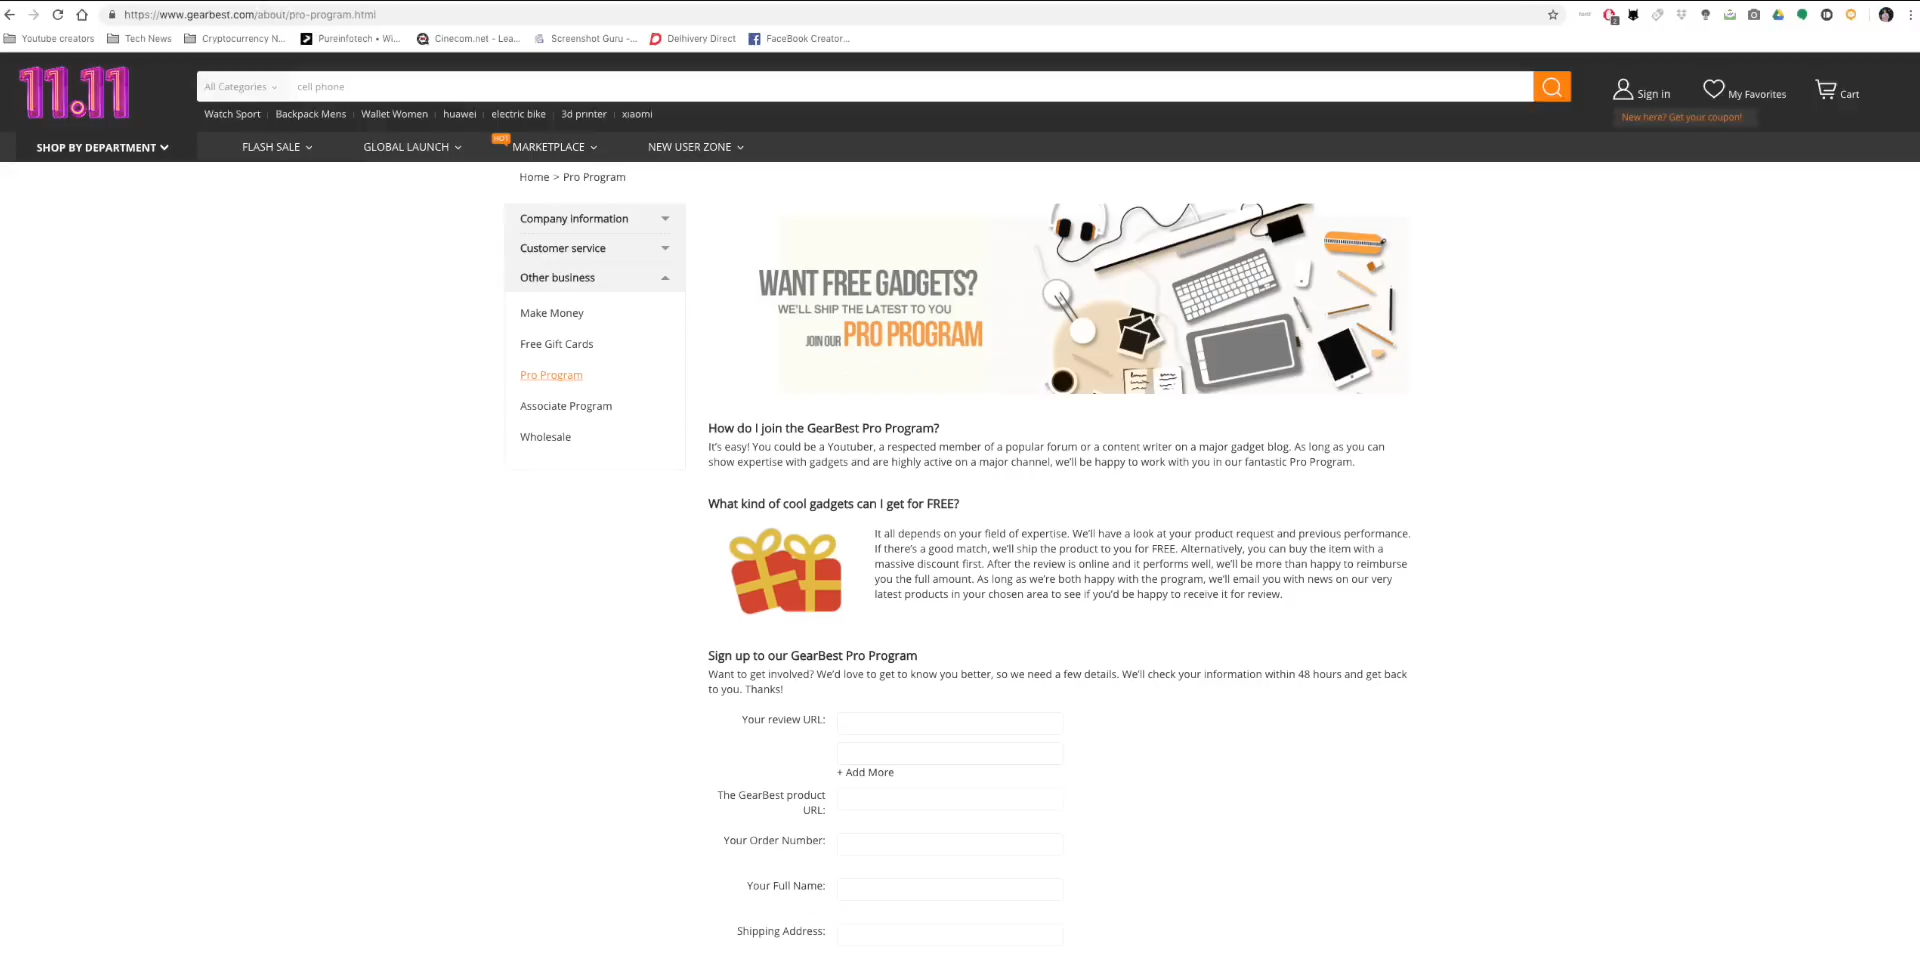 https://www.gearbest.com/about/pro-program.html
Youtube creators
Tech News
Cryptocurrency N...
Pureinfotech • Wi...
Cinecom.net - Lea...
Screenshot Guru -...
Delhivery Direct
FaceBook Creator...
11.11
All Categories
cell phone
Sign in
My Favorites
Cart
Watch Sport
Backpack Mens
Wallet Women
huawei
electric bike
3d printer
xiaomi
New here? Get your coupon!
SHOP BY DEPARTMENT
FLASH SALE
GLOBAL LAUNCH
HOT
MARKETPLACE
NEW USER ZONE
Home > Pro Program
Company information
Customer service
Other business
Make Money
Free Gift Cards
Pro Program
Associate Program
Wholesale
WANT FREE GADGETS?
WE'LL SHIP THE LATEST TO YOU
JOIN OUR PRO PROGRAM
How do I join the GearBest Pro Program?
It's easy! You could be a Youtuber, a respected member of a popular forum or a content writer on a major gadget blog. As long as you can
show expertise with gadgets and are highly active on a major channel, we'll be happy to work with you in our fantastic Pro Program.
What kind of cool gadgets can I get for FREE?
It all depends on your field of expertise. We'll have a look at your product request and previous performance.
If there's a good match, we'll ship the product to you for FREE. Alternatively, you can buy the item with a
massive discount first. After the review is online and it performs well, we'll be more than happy to reimburse
you the full amount. As long as we're both happy with the program, we'll email you with news on our very
latest products in your chosen area to see if you'd be happy to receive it for review.
Sign up to our GearBest Pro Program
Want to get involved? We'd love to get to know you better, so we need a few details. We'll check your information within 48 hours and get back
to you. Thanks!
Your review URL:
+ Add More
The GearBest product
URL:
Your Order Number:
Your Full Name:
Shipping Address: